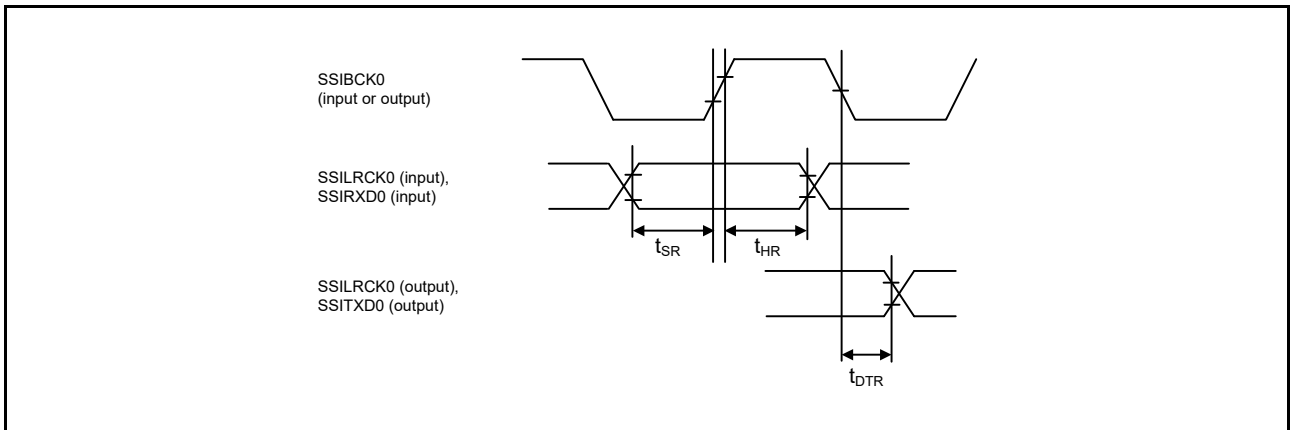 SSIBCK0
(input or output)
SSILRCK0 (input),
SSIRXD0 (input)
tSR
tHR
SSILRCK0 (output),
SSITXD0 (output)
tDTR